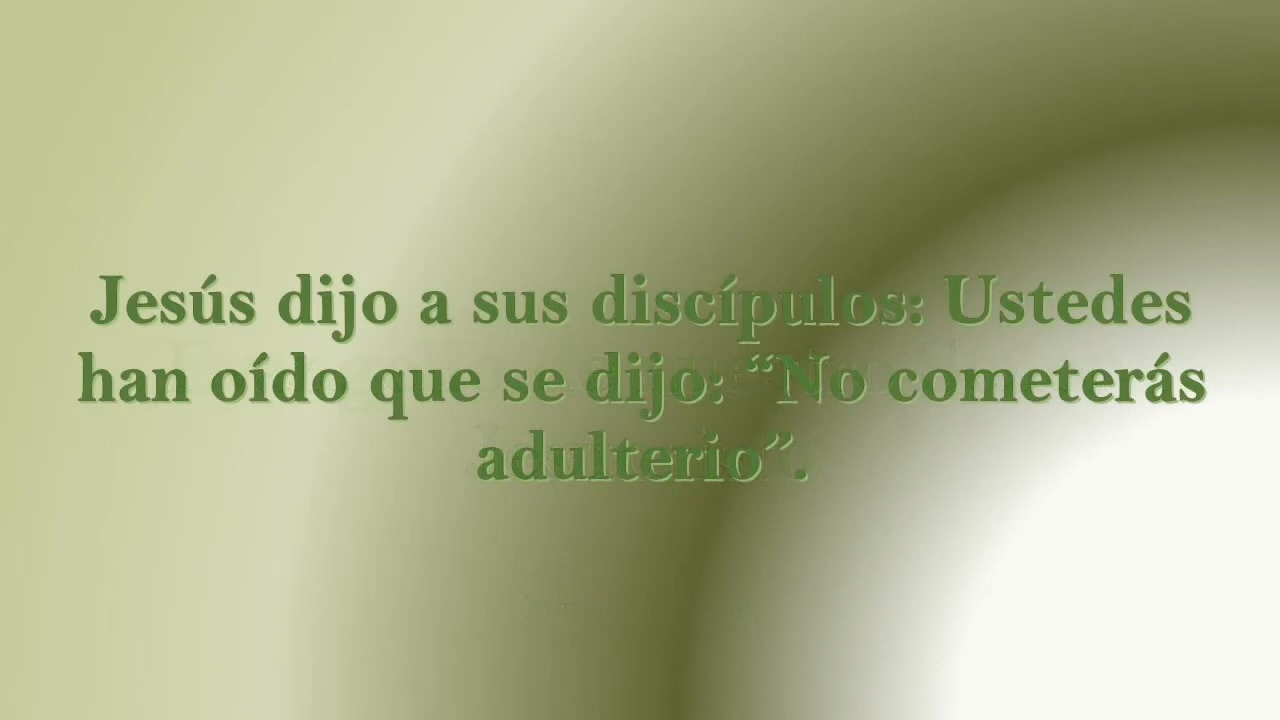 Jesús dijo a sus discípulos: Ustedes
han oído que se dijo: “No cometerás
adulterio”.